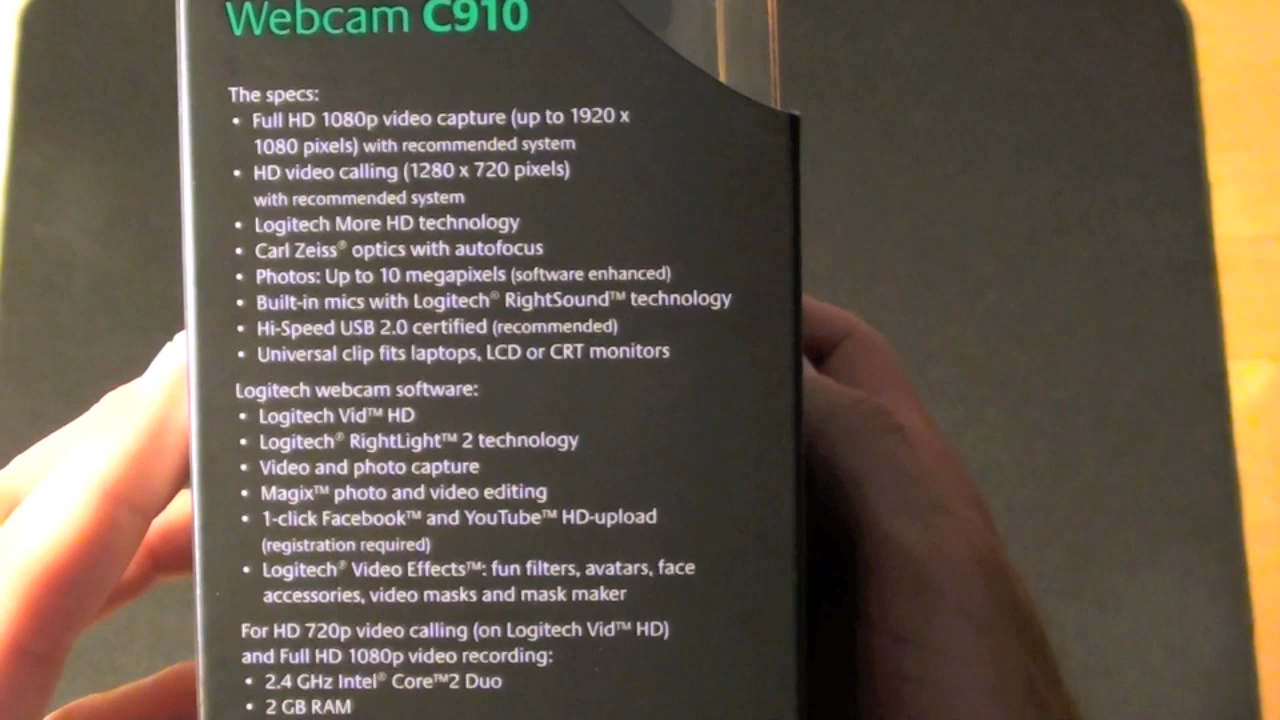 Webcam C910
The specs:
• Full HD 1080p video capture (up to 1920 x
1080 pixels) with recommended system
• HD video calling (1280 x 720 pixels)
with recommended system
• Logitech More HD technology
• Carl Zeiss® optics with autofocus
• Photos: Up to 10 megapixels (software enhanced)
• Built-in mics with Logitech® RightSound™ technology
• Hi-Speed USB 2.0 certified (recommended)
• Universal clip fits laptops, LCD or CRT monitors
Logitech webcam software:
• Logitech Vid™ HD
• Logitech® RightLight™ 2 technology
• Video and photo capture
• Magix™ photo and video editing
• 1-click Facebook™ and YouTube™ HD-upload
(registration required)
• Logitech® Video Effects™: fun filters, avatars, face
accessories, video masks and mask maker
For HD 720p video calling (on Logitech Vid™ HD)
and Full HD 1080p video recording:
• 2.4 GHz Intel® Core™2 Duo
• 2 GB RAM